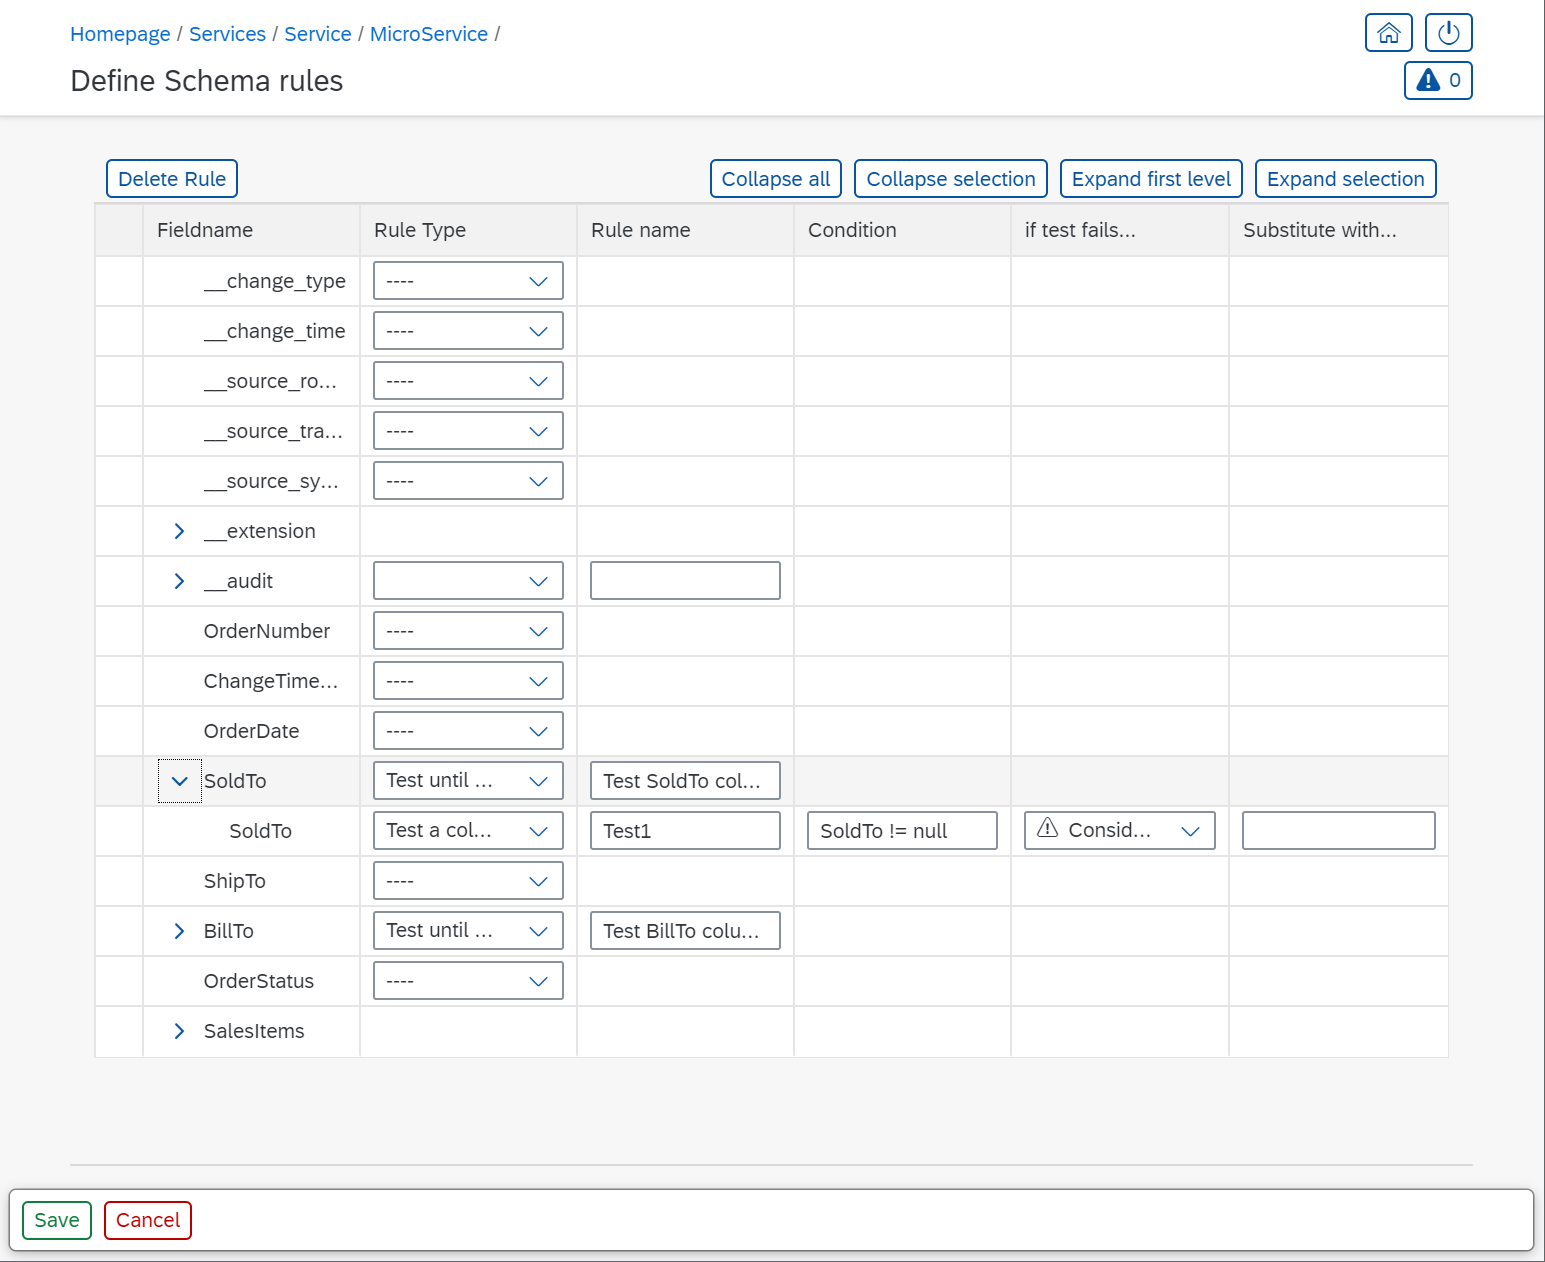 Homepage / Services / Service / MicroService /
Define Schema rules
0
Delete Rule
Collapse all
Collapse selection
Expand first level
Expand selection
Fieldname Rule Type Rule name Condition if test fails... Substitute with...
__change_type ----
__change_time ----
__source_ro... ----
__source_tra... ----
__source_sy... ----
__extension
__audit
OrderNumber ----
ChangeTime... ----
OrderDate ----
SoldTo Test until ... Test SoldTo col...
SoldTo Test a col... Test1 SoldTo != null Consid...
ShipTo ----
BillTo Test until ... Test BillTo colu...
OrderStatus ----
SalesItems
Save Cancel